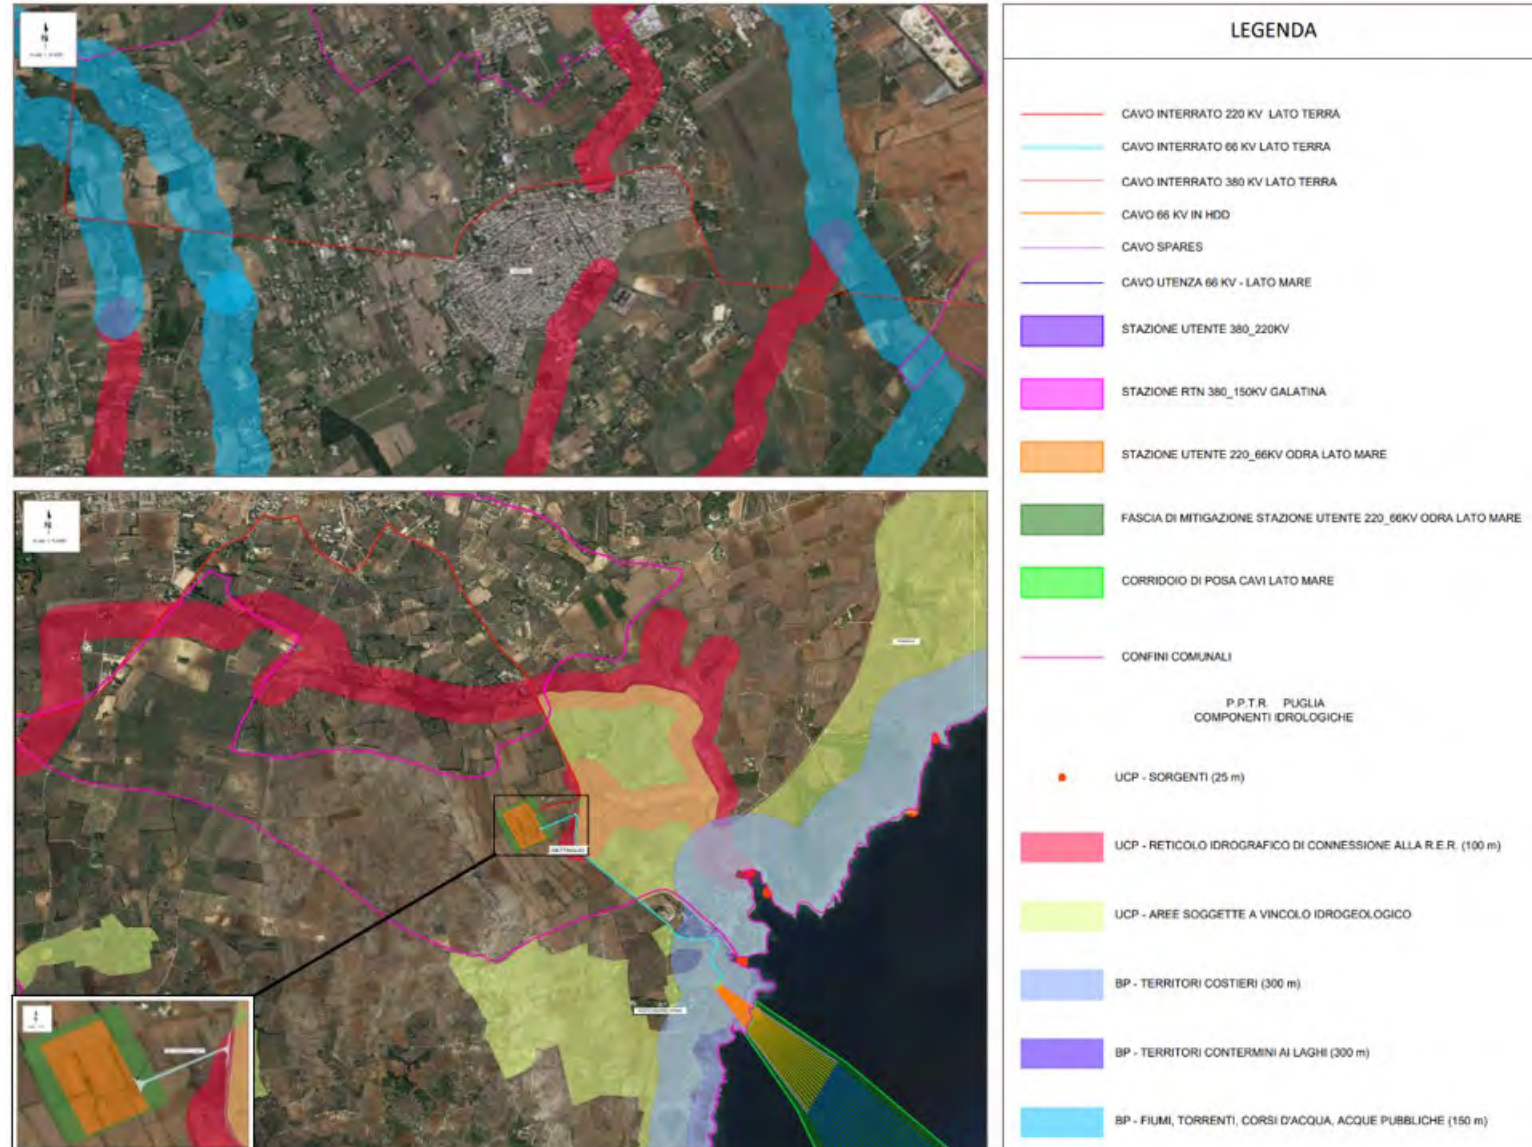 N
LEGENDA
CAVO INTERRATO 220 KV LATO TERRA
CAVO INTERRATO 66 KV LATO TERRA
CAVO INTERRATO 380 KV LATO TERRA
CAVO 66 KV IN HDD
CAVO SPARES
CAVO UTENZA 66 KV - LATO MARE
STAZIONE UTENTE 380_220KV
STAZIONE RTN 380_150KV GALATINA
STAZIONE UTENTE 220_66KV ODRA LATO MARE
FASCIA DI MITIGAZIONE STAZIONE UTENTE 220_66KV ODRA LATO MARE
CORRIDOIO DI POSA CAVI LATO MARE
CONFINI COMUNALI
P.P.T.R. PUGLIA
COMPONENTI IDROLOGICHE
UCP - SORGENTI (25 m)
UCP - RETICOLO IDROGRAFICO DI CONNESSIONE ALLA R.E.R. (100 m)
UCP - AREE SOGGETTE A VINCOLO IDROGEOLOGICO
BP - TERRITORI COSTIERI (300 m)
BP - TERRITORI CONTERMINI AI LAGHI (300 m)
BP - FIUMI, TORRENTI, CORSI D'ACQUA, ACQUE PUBBLICHE (150 m)
N